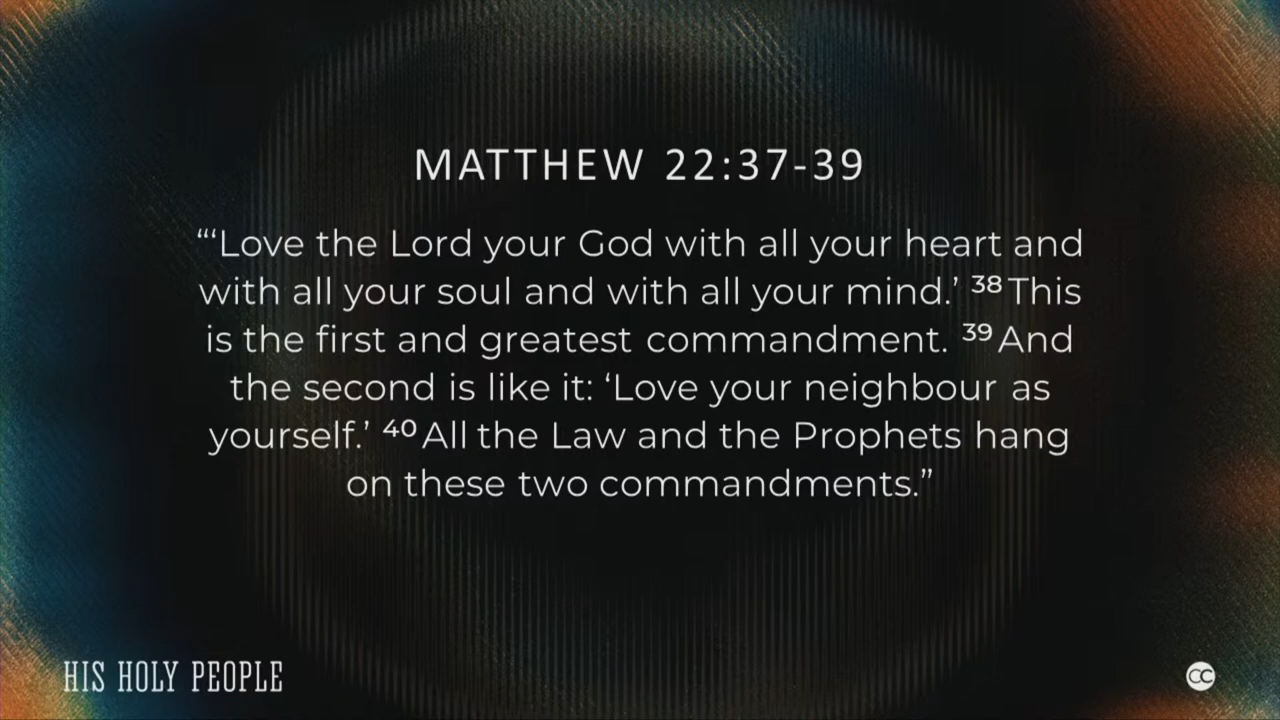 MATTHEW 22:37-39
“‘Love the Lord your God with all your heart and
with all your soul and with all your mind.’ ³⁸ This
is the first and greatest commandment. ³⁹ And
the second is like it: ‘Love your neighbour as
yourself.’ ⁴⁰ All the Law and the Prophets hang
on these two commandments.”
HIS HOLY PEOPLE
CC